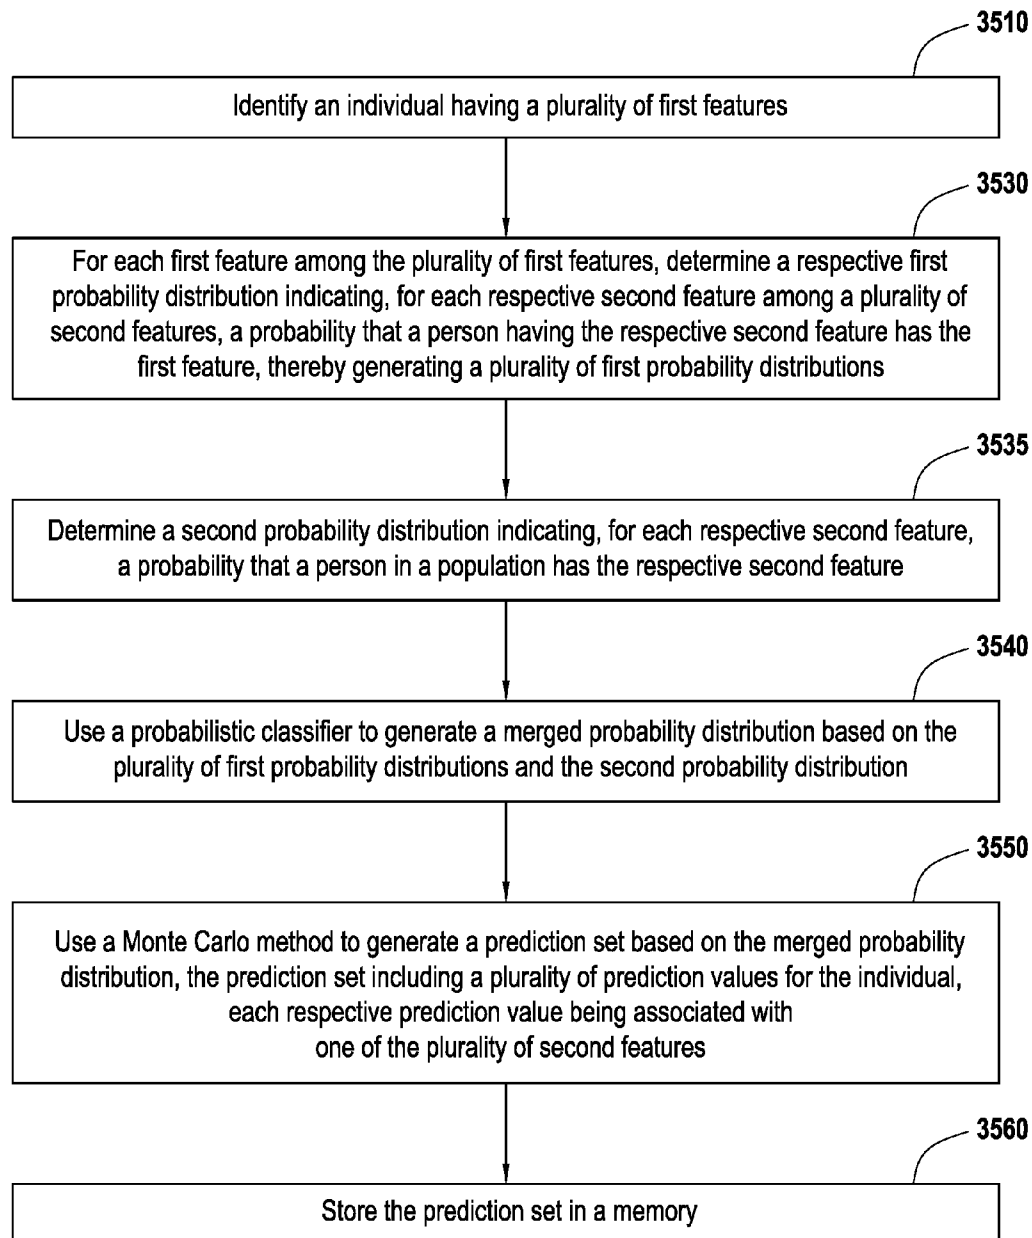 3510
Identify an individual having a plurality of first features
3530
For each first feature among the plurality of first features, determine a respective first
probability distribution indicating, for each respective second feature among a plurality of
second features, a probability that a person having the respective second feature has the
first feature, thereby generating a plurality of first probability distributions
3535
Determine a second probability distribution indicating, for each respective second feature,
a probability that a person in a population has the respective second feature
3540
Use a probabilistic classifier to generate a merged probability distribution based on the
plurality of first probability distributions and the second probability distribution
3550
Use a Monte Carlo method to generate a prediction set based on the merged probability
distribution, the prediction set including a plurality of prediction values for the individual,
each respective prediction value being associated with
one of the plurality of second features
3560
Store the prediction set in a memory